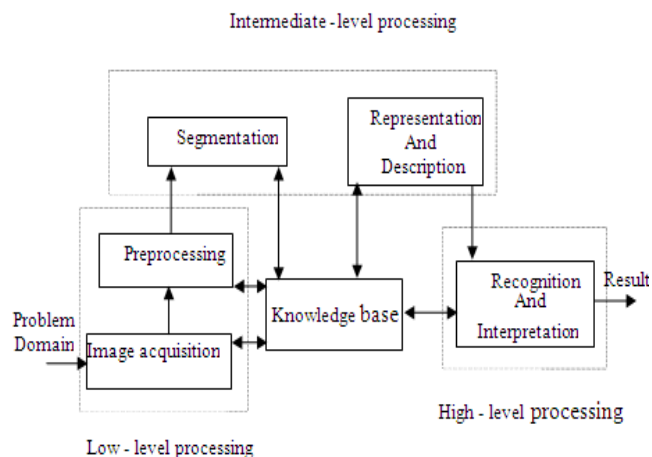 Intermediate - level processing
Segmentation
Representation
And
Description
Preprocessing
Knowledge base
Recognition
And
Interpretation
Result
Problem
Domain
Image acquisition
High - level processing
Low - level processing